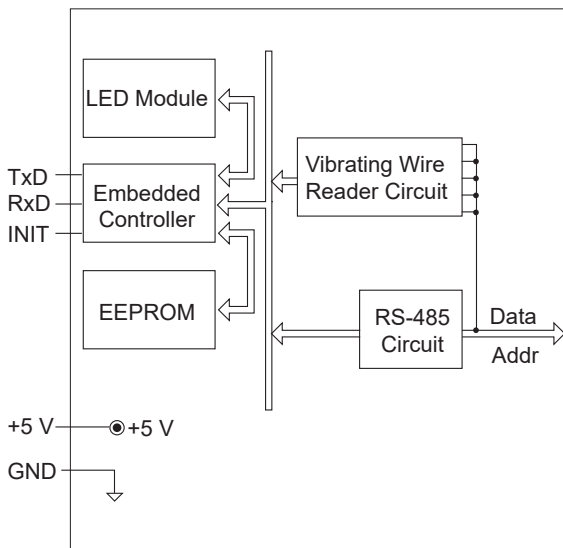 LED Module
TxD
RxD
INIT
Embedded
Controller
EEPROM
Vibrating Wire
Reader Circuit
RS-485
Circuit
Data
Addr
+5 V
+5 V
GND